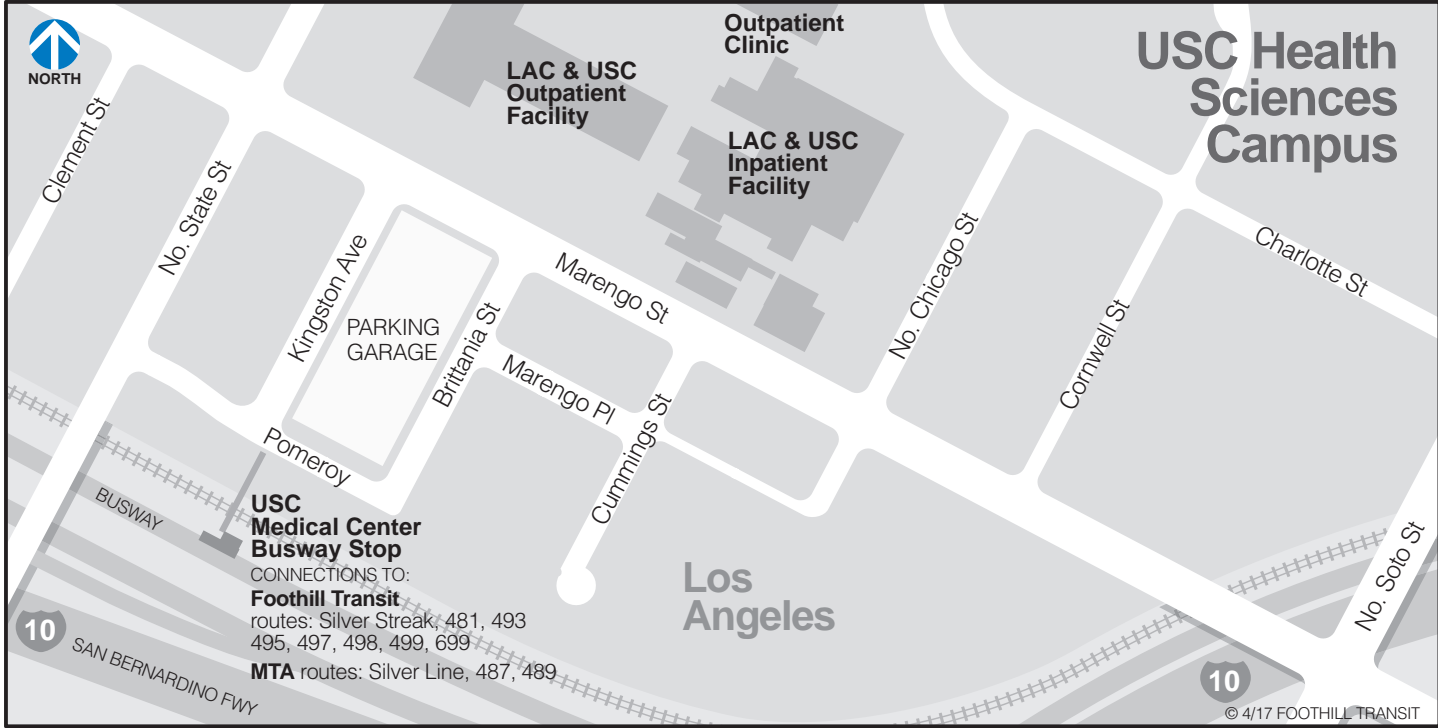 NORTH
Clement St
No. State St
Kingston Ave
PARKING
GARAGE
Brittania St
Pomeroy
LAC & USC
Outpatient
Facility
Outpatient
Clinic
LAC & USC
Inpatient
Facility
USC Health
Sciences
Campus
Marengo St
Marengo Pl
Cummings St
No. Chicago St
Cornwell St
Charlotte St
No. Soto St
BUSWAY
USC
Medical Center
Busway Stop
CONNECTIONS TO:
Foothill Transit
routes: Silver Streak, 481, 493
495, 497, 498, 499, 699
MTA routes: Silver Line, 487, 489
Los
Angeles
10
SAN BERNARDINO FWY
10
© 4/17 FOOTHILL TRANSIT